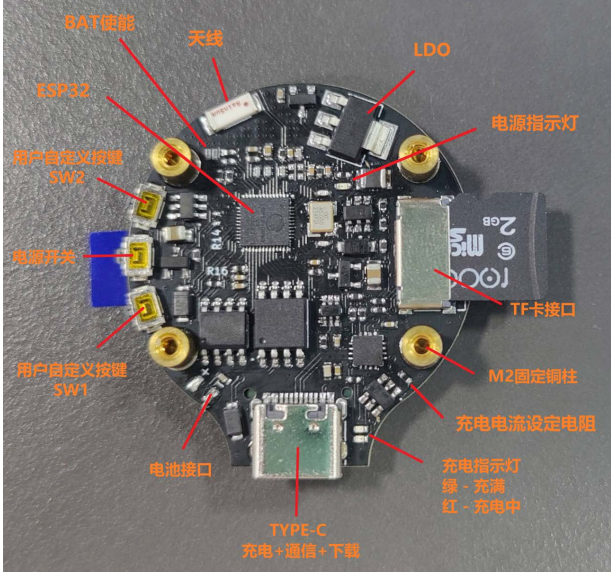 BAT使能
天线
LDO
ESP32
电源指示灯
用户自定义按键
SW2
R14
电源开关
R16
2
GB
micro
TF卡接口
用户自定义按键
SW1
M2固定铜柱
充电电流设定电阻
电池接口
充电指示灯
绿 - 充满
红 - 充电中
TYPE-C
充电+通信+下载